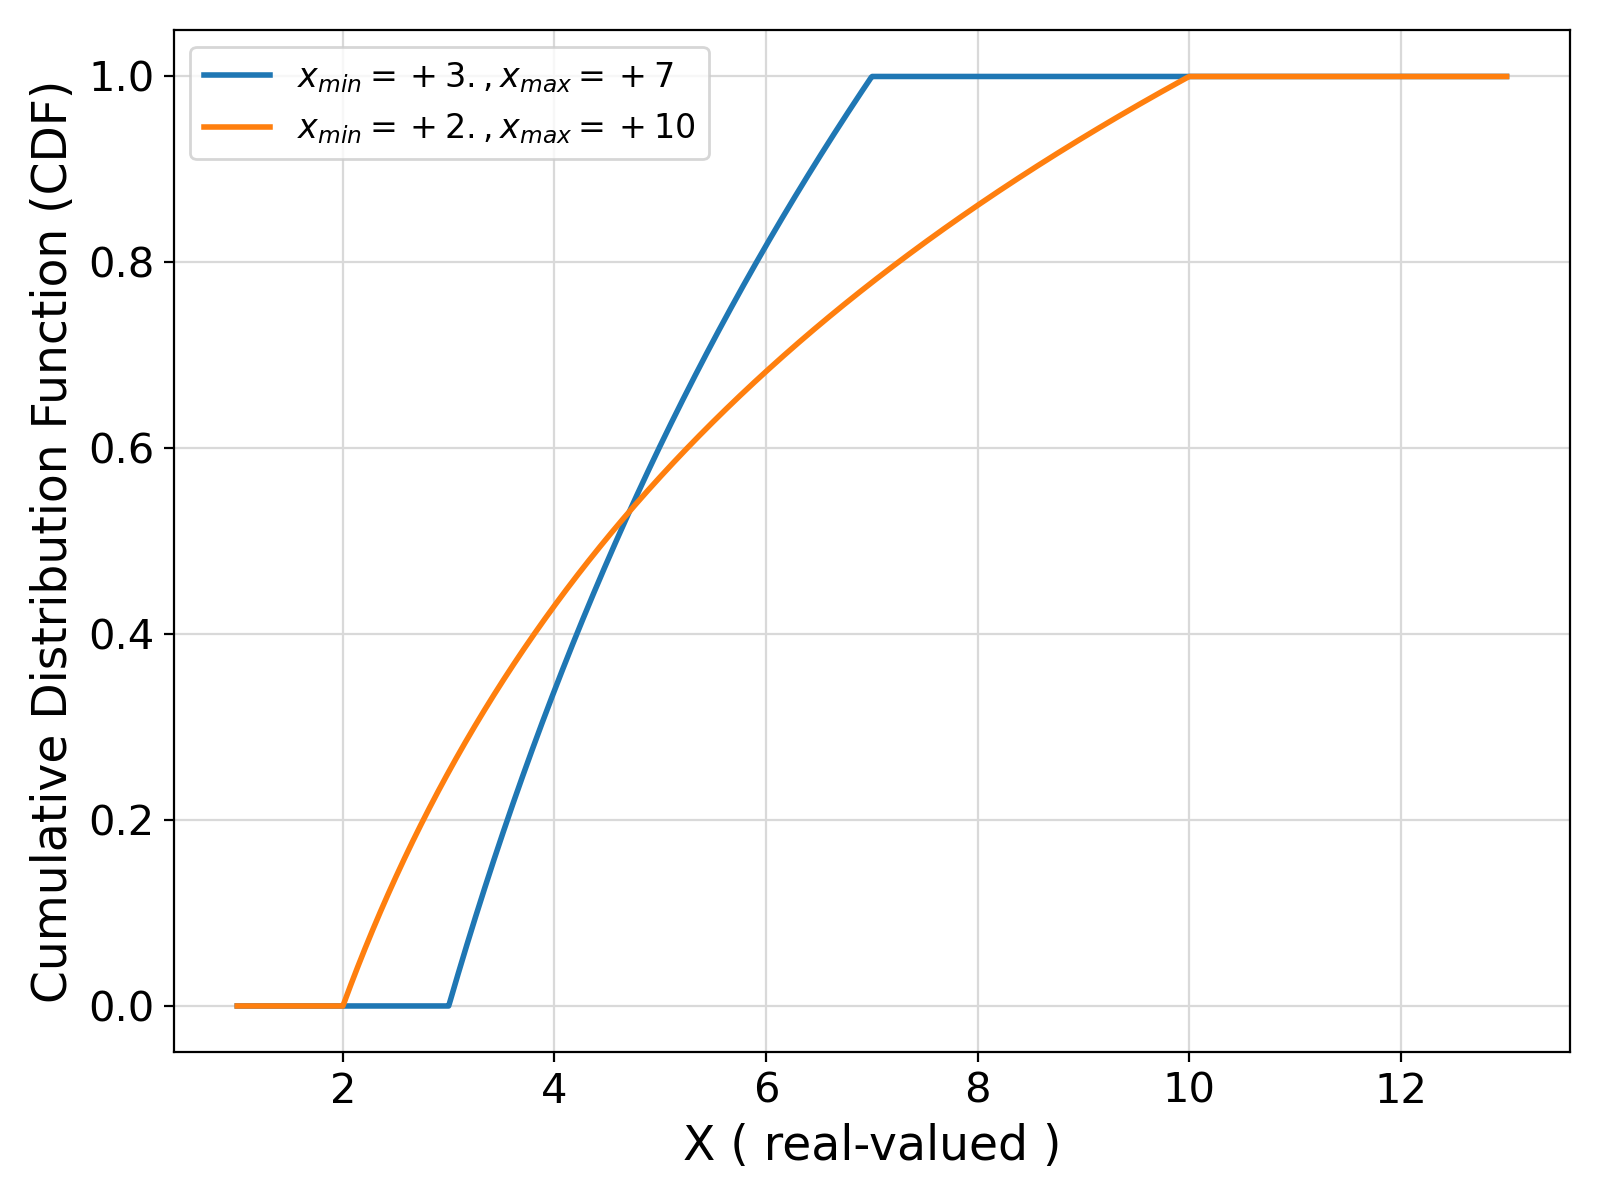 Cumulative Distribution Function (CDF)
1.0
0.8
0.6
0.4
0.2
0.0
x_min = +3. , x_max = +7
x_min = +2. , x_max = +10
2 4 6 8 10 12
X ( real-valued )